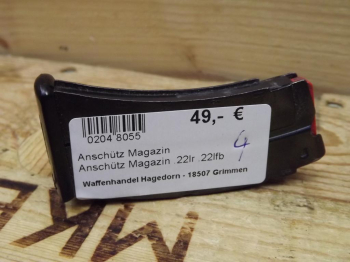 49,- €
0204 8055
Anschütz Magazin
Anschütz Magazin .22lr .22lfb
4
Waffenhandel Hagedorn - 18507 Grimmen